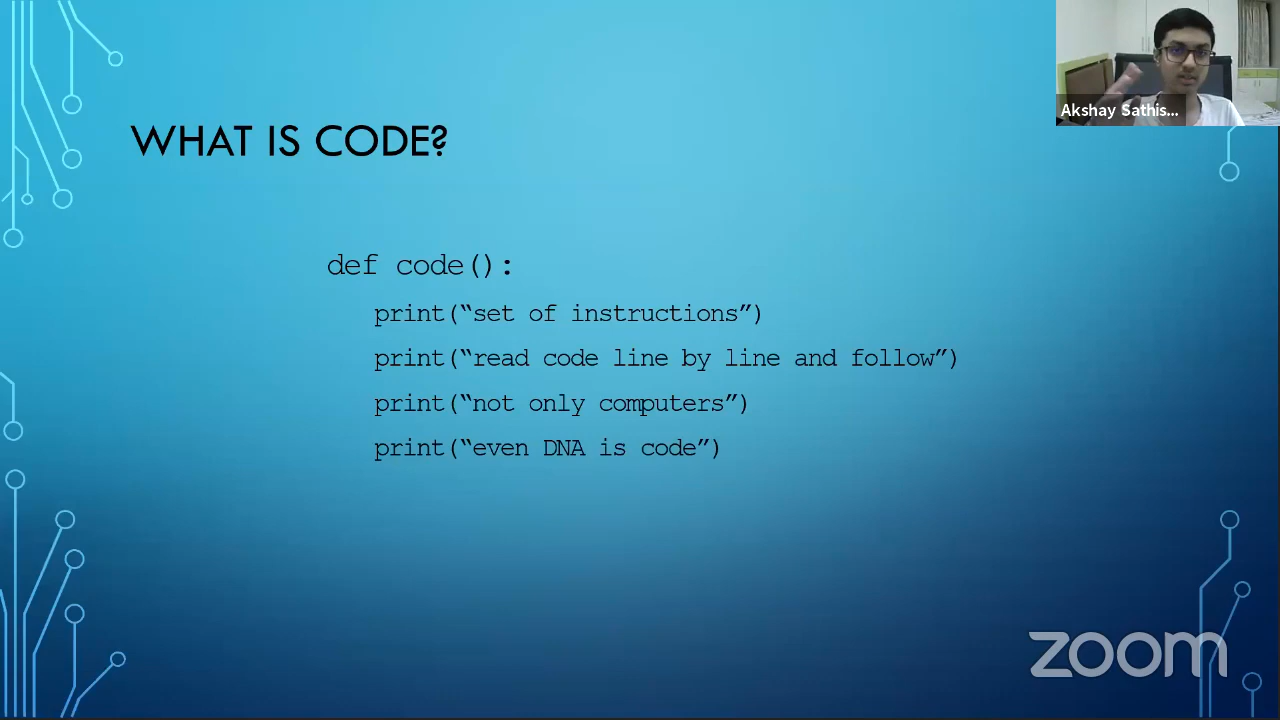 WHAT IS CODE?
def code():
print(“set of instructions”)
print(“read code line by line and follow”)
print(“not only computers”)
print(“even DNA is code”)
Akshay Sathis...
zoom